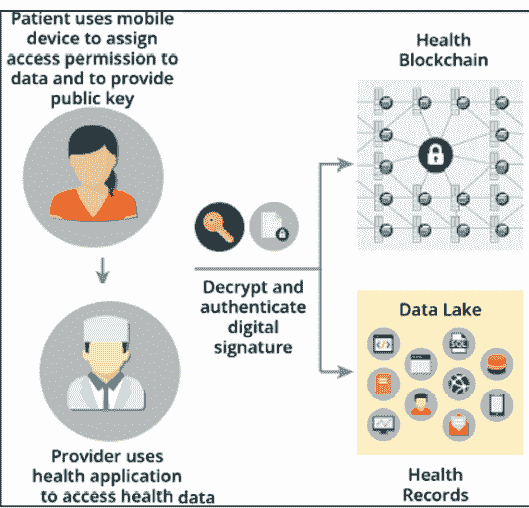 Patient uses mobile
device to assign
access permission to
data and to provide
public key
Provider uses
health application
to access health data
Decrypt and
authenticate
digital
signature
Health
Blockchain
Data Lake
SQL
Health
Records